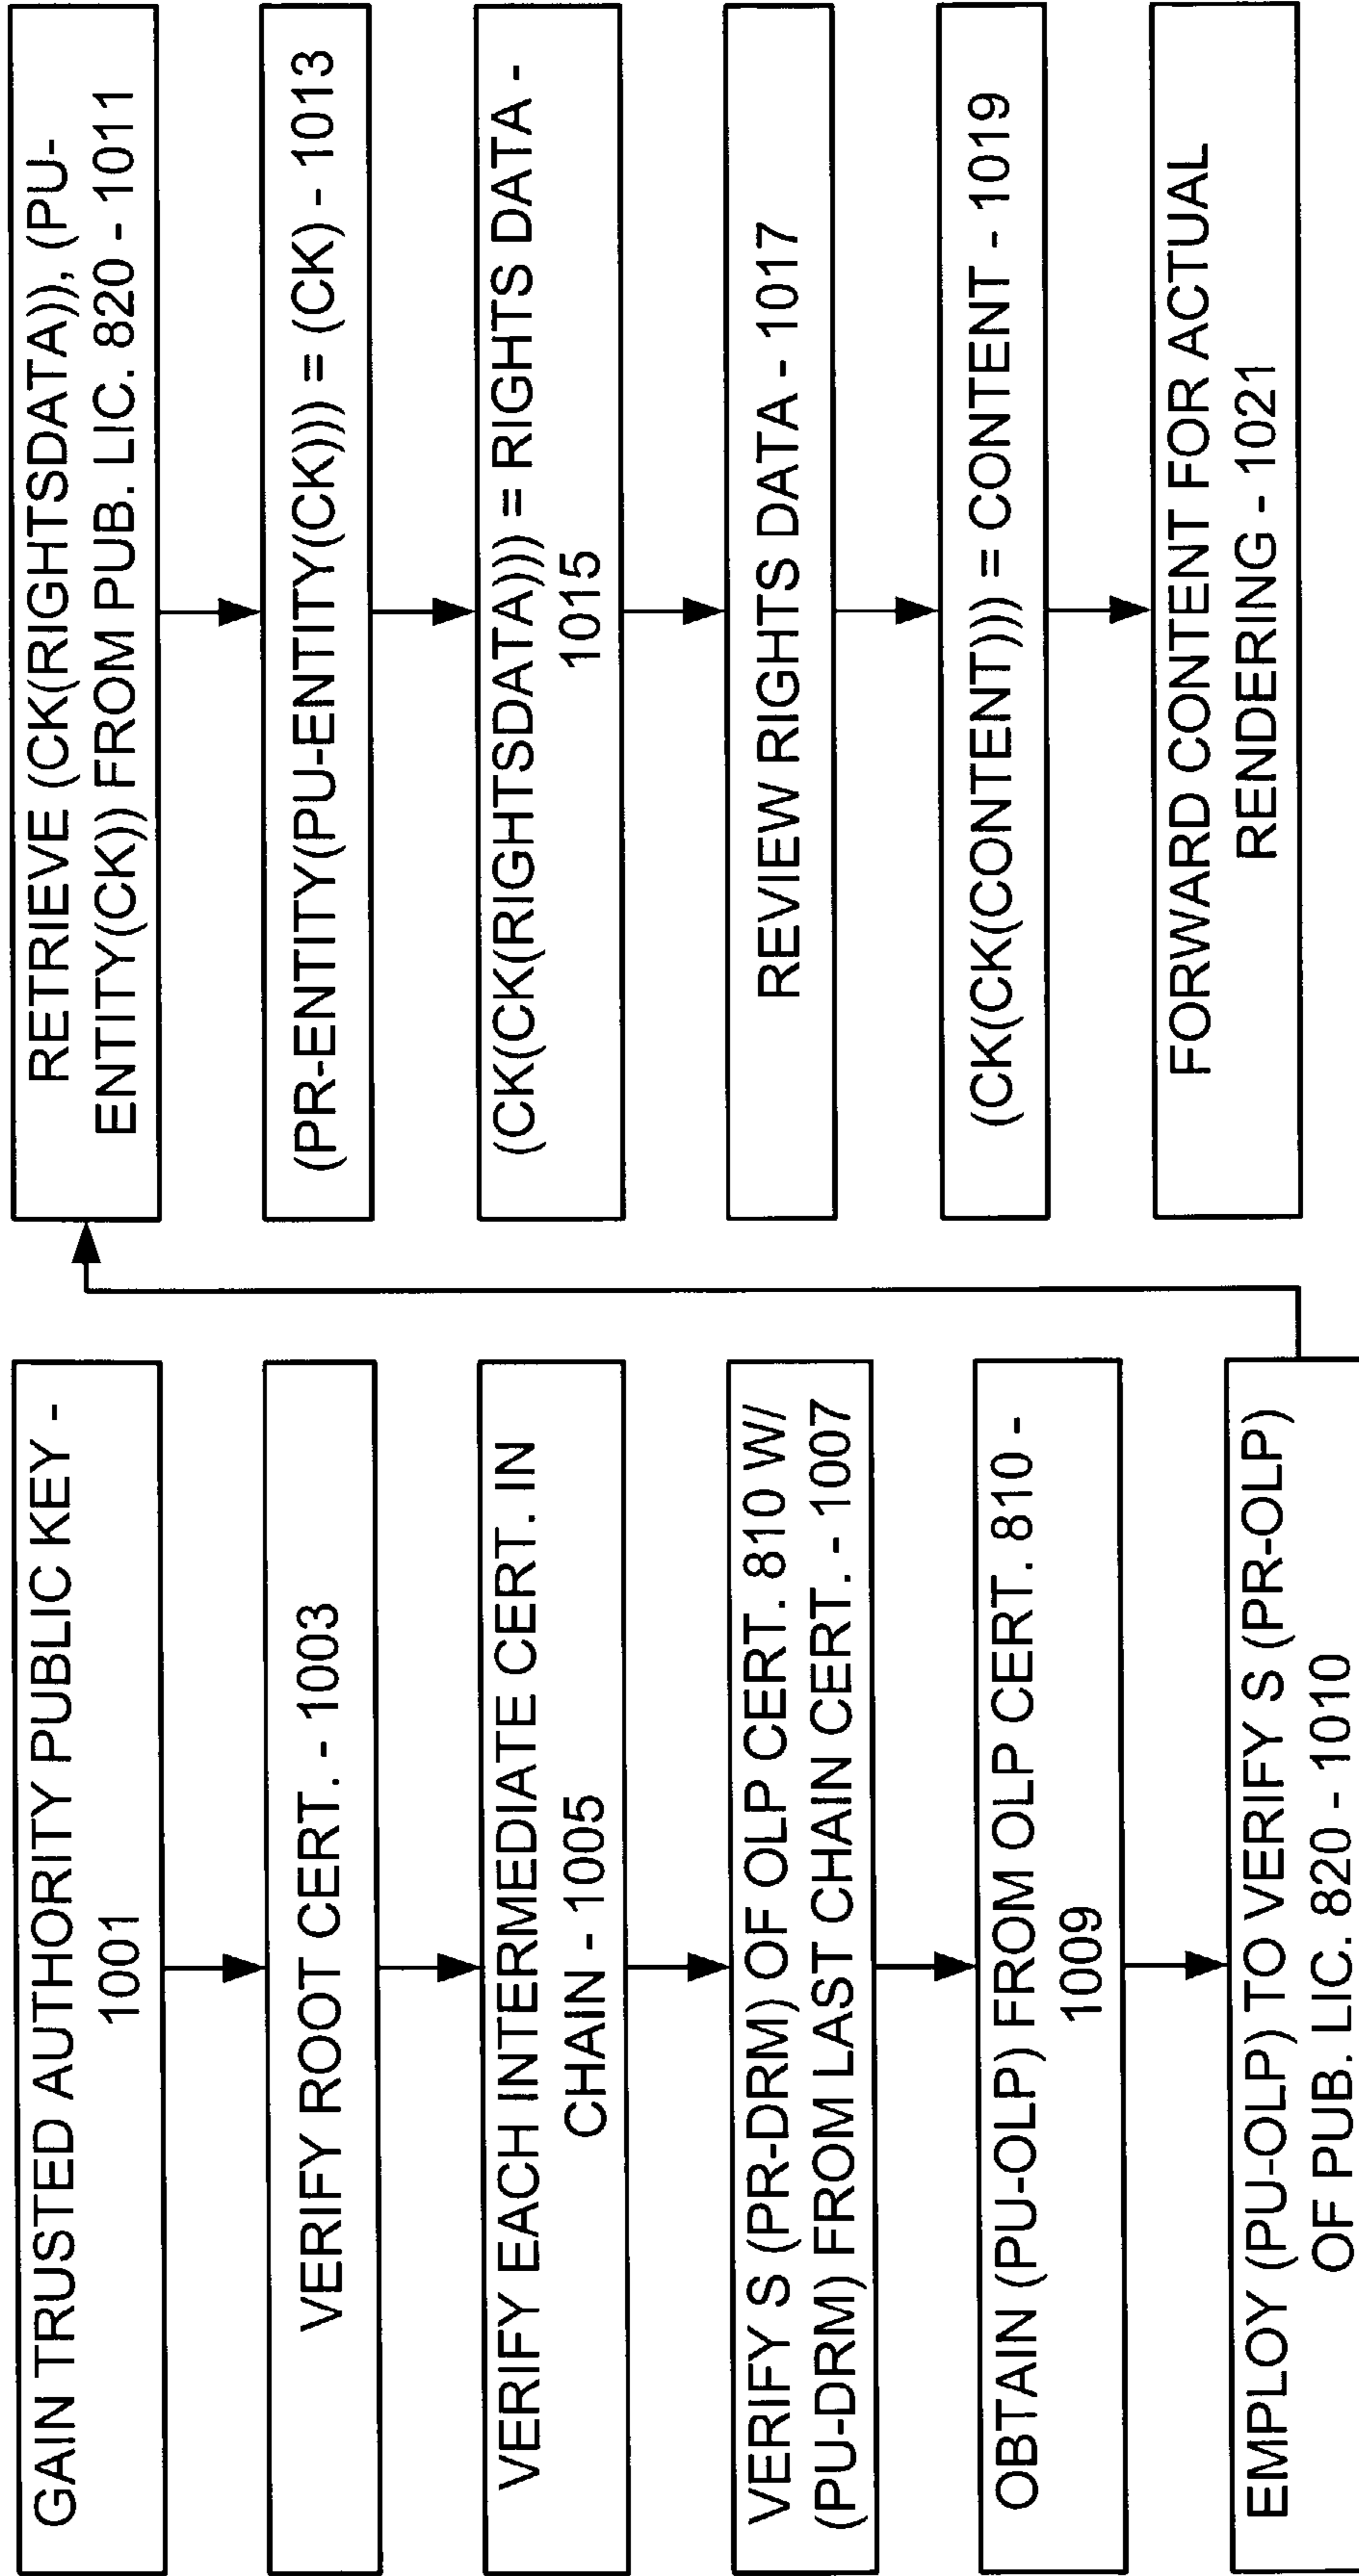 GAIN TRUSTED AUTHORITY PUBLIC KEY -
1001
VERIFY ROOT CERT. - 1003
VERIFY EACH INTERMEDIATE CERT. IN
CHAIN - 1005
VERIFY S (PR-DRM) OF OLP CERT. 810 W/
(PU-DRM) FROM LAST CHAIN CERT. - 1007
OBTAIN (PU-OLP) FROM OLP CERT. 810 -
1009
EMPLOY (PU-OLP) TO VERIFY S (PR-OLP)
OF PUB. LIC. 820 - 1010
RETRIEVE (CK(RIGHTSDATA)), (PU-
ENTITY(CK)) FROM PUB. LIC. 820 - 1011
(PR-ENTITY(PU-ENTITY(CK))) = (CK) - 1013
(CK(CK(RIGHTSDATA))) = RIGHTS DATA -
1015
REVIEW RIGHTS DATA - 1017
(CK(CK(CONTENT))) = CONTENT - 1019
FORWARD CONTENT FOR ACTUAL
RENDERING - 1021